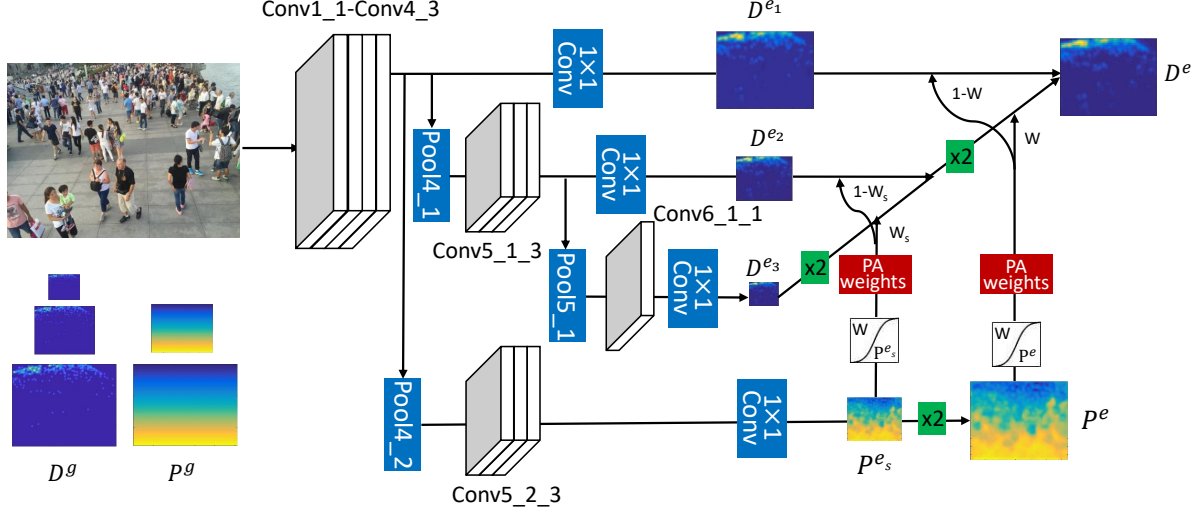 Conv1_1-Conv4_3
1×1
Conv
D^{e_1}
D^e
1-W
W
x2
Pool4_1
1×1
Conv
D^{e_2}
1-W_s
W_s
Conv5_1_3
Conv6_1_1
Pool5_1
1×1
Conv
D^{e_3}
x2
PA
weights
PA
weights
W
P^{e_s}
W
P^e
Pool4_2
1×1
Conv
x2
P^e
P^{e_s}
D^g
P^g
Conv5_2_3